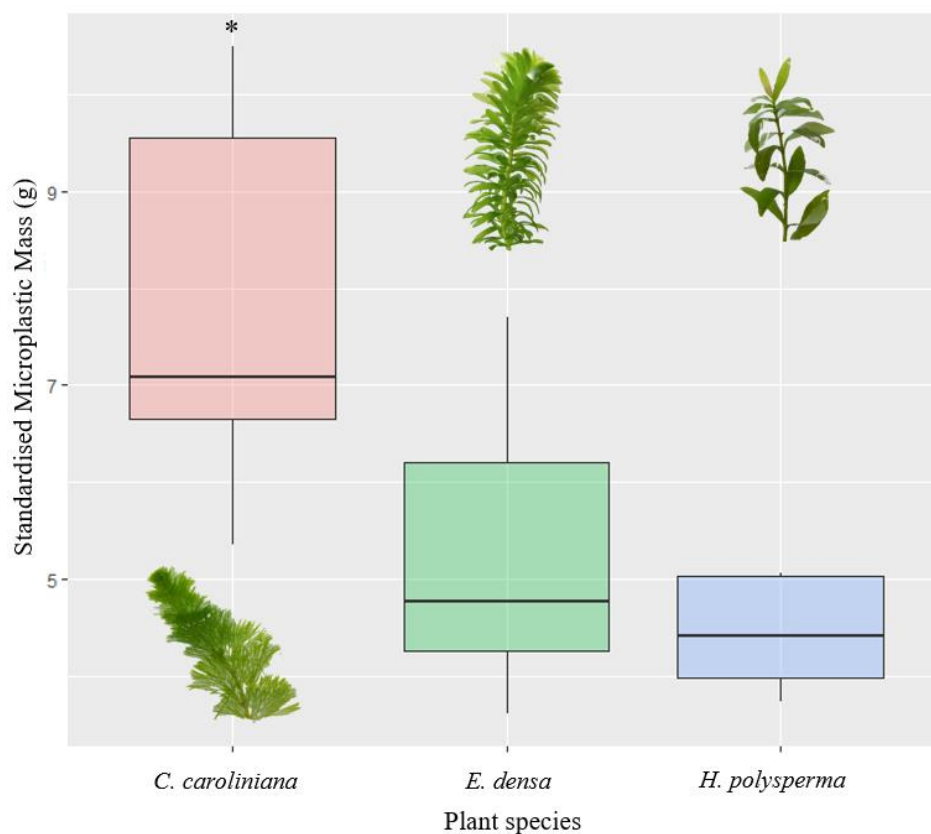 *
Standardised Microplastic Mass (g)
9
7
5
C. caroliniana
E. densa
H. polysperma
Plant species